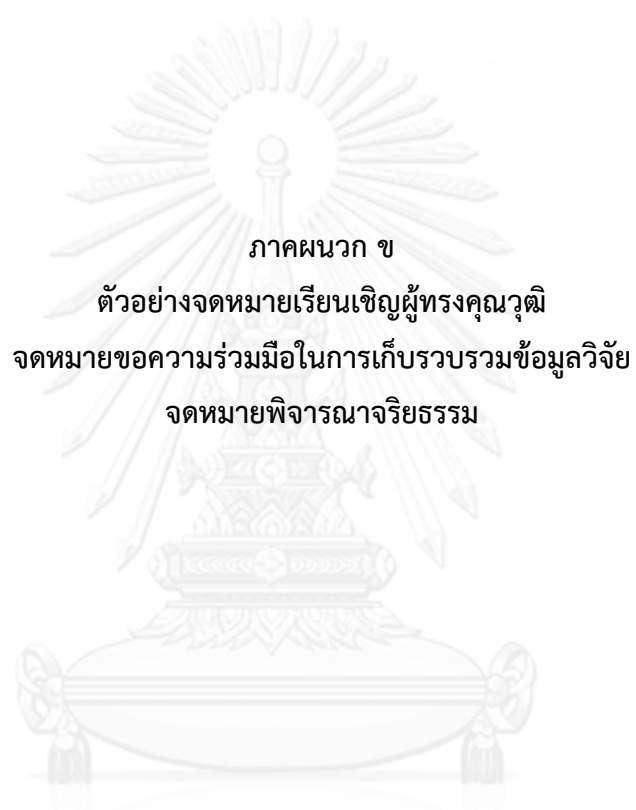 ภาคผนวก ข
ตัวอย่างจดหมายเรียนเชิญผู้ทรงคุณวุฒิ
จดหมายขอความร่วมมือในการเก็บรวบรวมข้อมูลวิจัย
จดหมายพิจารณาจริยธรรม